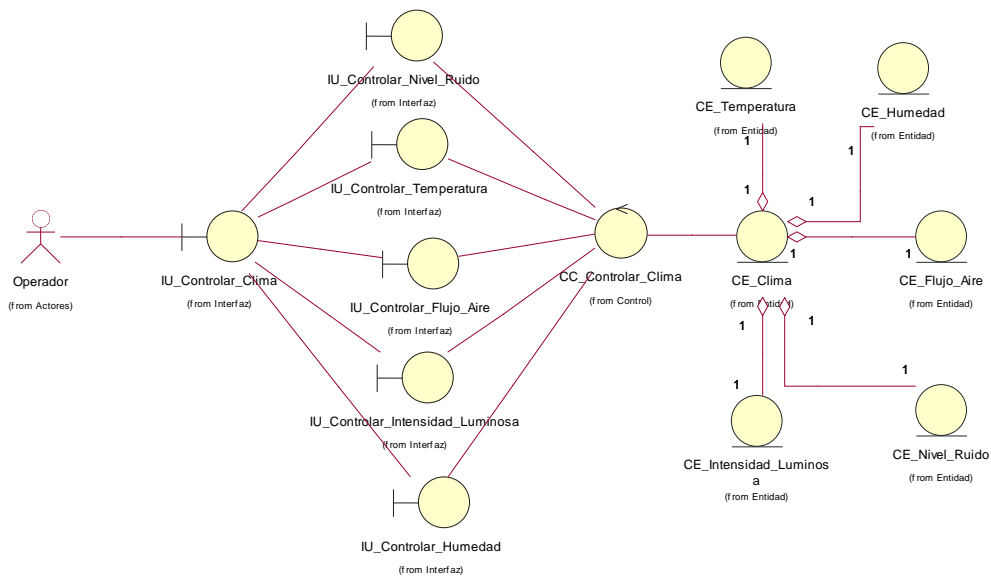 IU_Controlar_Nivel_Ruido
(from Interfaz)
CE_Temperatura
(from Entidad)
1
1
CE_Humedad
(from Entidad)
1
1
IU_Controlar_Temperatura
(from Interfaz)
Operador
(from Actores)
IU_Controlar_Clima
(from Interfaz)
IU_Controlar_Flujo_Aire
(from Interfaz)
CC_Controlar_Clima
(from Control)
CE_Clima
(from Entidad)
1
1
CE_Flujo_Aire
(from Entidad)
1
1
1
1
IU_Controlar_Intensidad_Luminosa
(from Interfaz)
CE_Intensidad_Luminos
a
(from Entidad)
CE_Nivel_Ruido
(from Entidad)
IU_Controlar_Humedad
(from Interfaz)